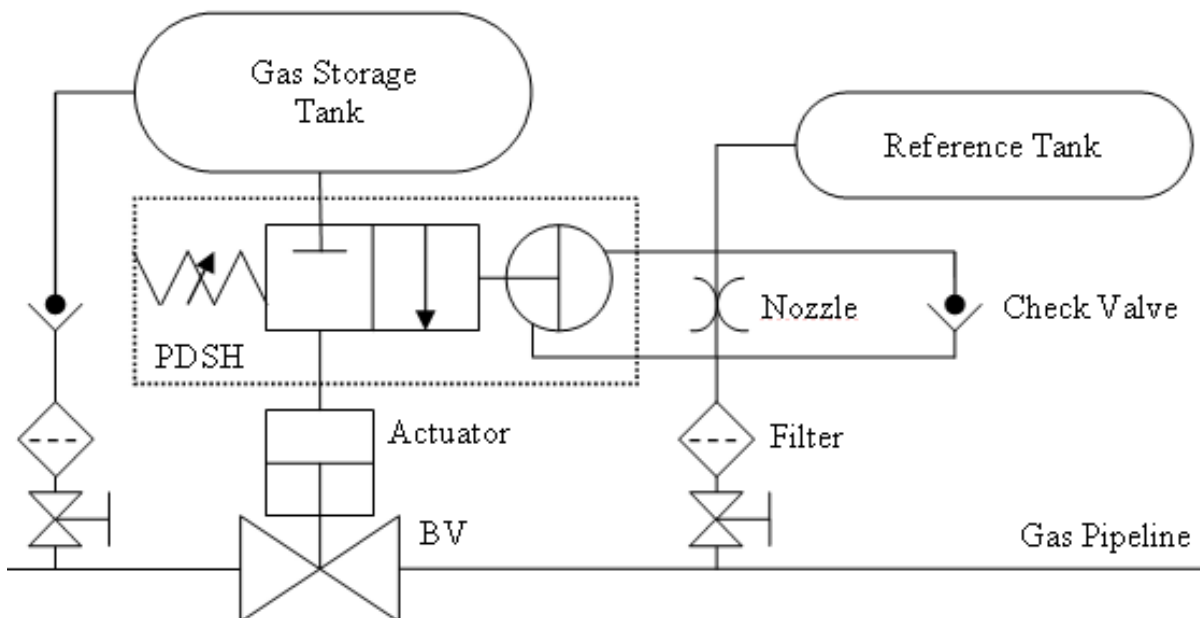 Gas Storage
Tank
Reference Tank
Nozzle
Check Valve
PDSH
Actuator
Filter
BV
Gas Pipeline